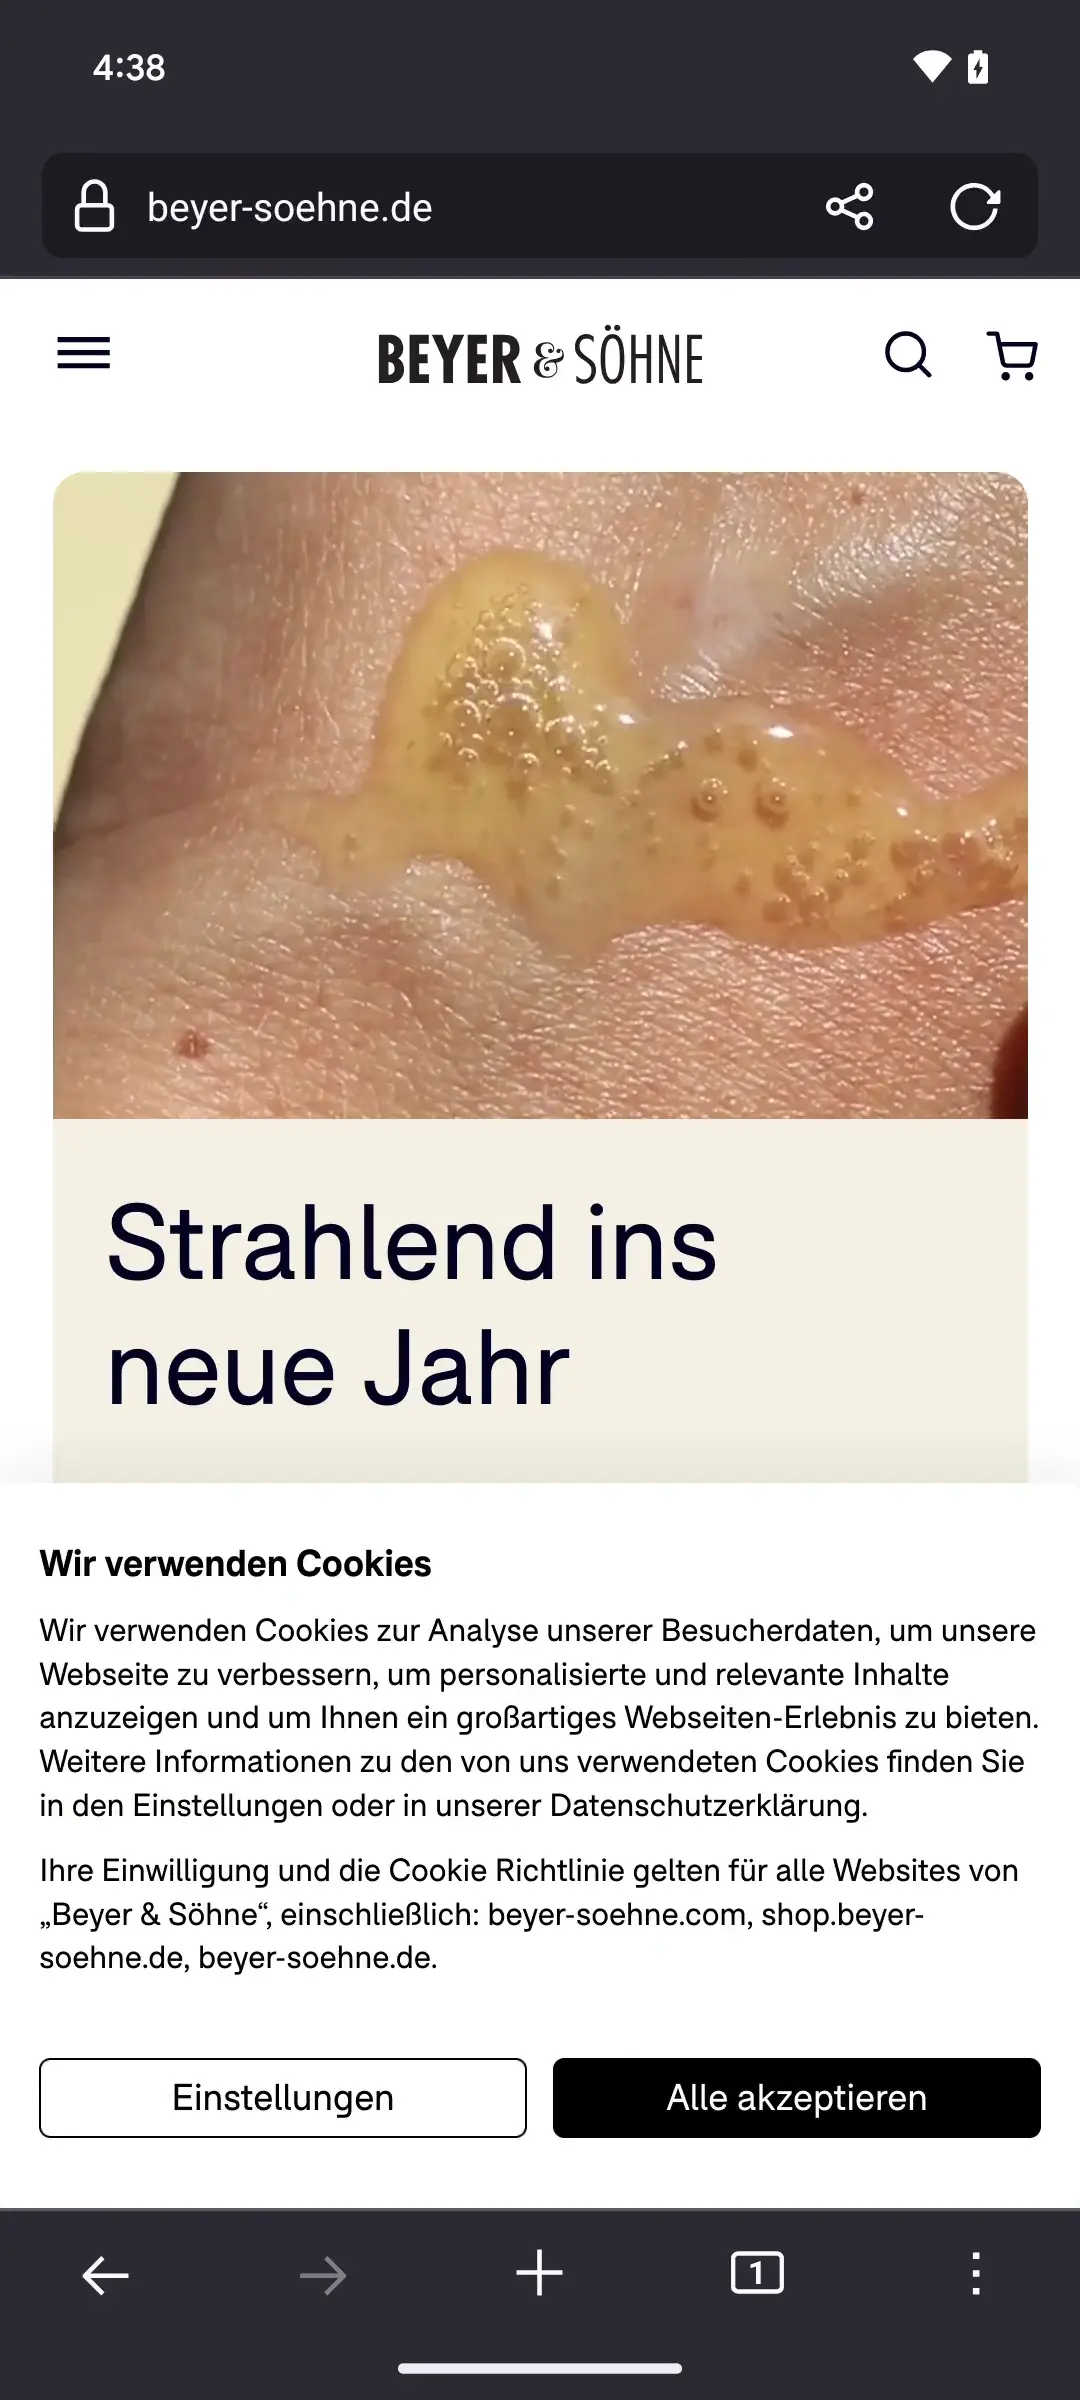 4:38
beyer-soehne.de
BEYER & SÖHNE
Strahlend ins
neue Jahr
Wir verwenden Cookies
Wir verwenden Cookies zur Analyse unserer Besucherdaten, um unsere
Webseite zu verbessern, um personalisierte und relevante Inhalte
anzuzeigen und um Ihnen ein großartiges Webseiten-Erlebnis zu bieten.
Weitere Informationen zu den von uns verwendeten Cookies finden Sie
in den Einstellungen oder in unserer Datenschutzerklärung.
Ihre Einwilligung und die Cookie Richtlinie gelten für alle Websites von
„Beyer & Söhne“, einschließlich: beyer-soehne.com, shop.beyer-
soehne.de, beyer-soehne.de.
Einstellungen
Alle akzeptieren
1